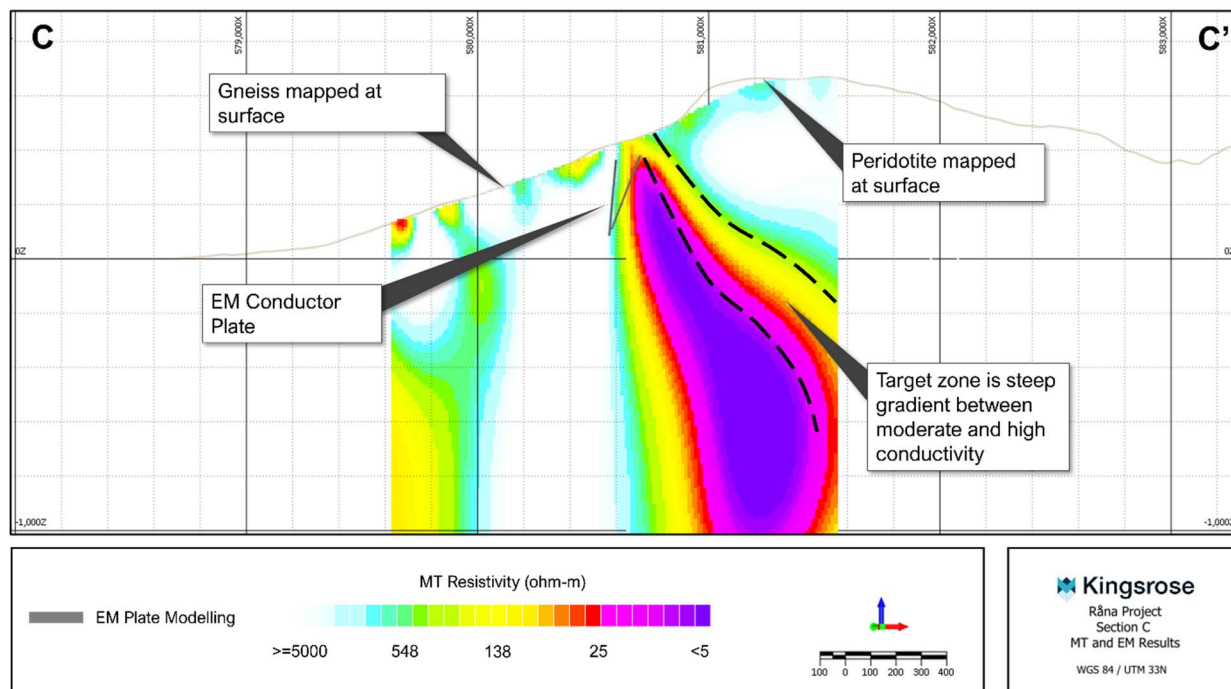 C
C'
579,000X
580,000X
581,000X
582,000X
583,000X
Gneiss mapped at
surface
Peridotite mapped
at surface
0Z
0Z
EM Conductor
Plate
Target zone is steep
gradient between
moderate and high
conductivity
-1,000Z
-1,000Z
MT Resistivity (ohm-m)
EM Plate Modelling
>=5000 548 138 25 <5
100 0 100 200 300 400
Kingsrose
Råna Project
Section C
MT and EM Results
WGS 84 / UTM 33N